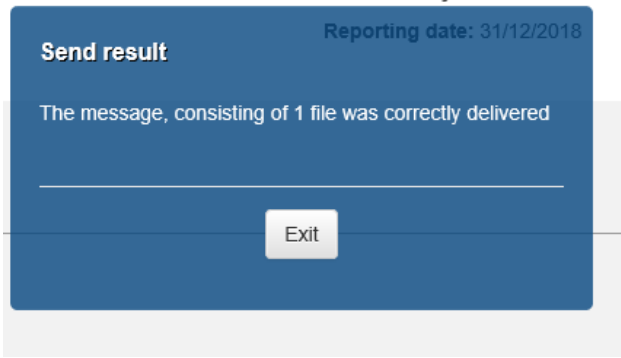 Reporting date: 31/12/2018
Send result
The message, consisting of 1 file was correctly delivered
Exit